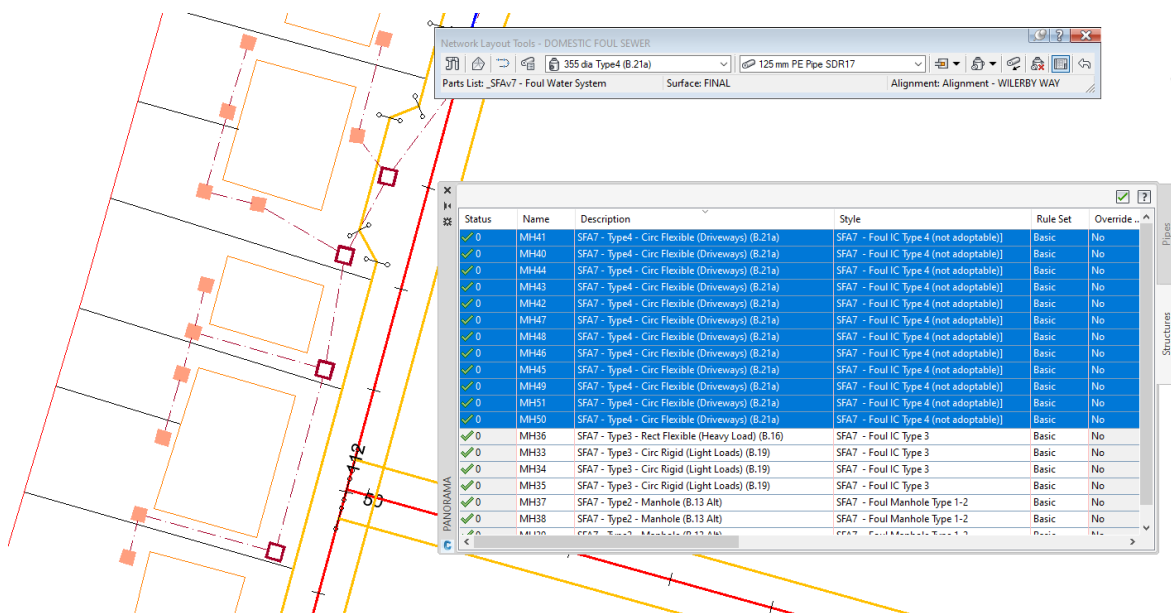 Network Layout Tools - DOMESTIC FOUL SEWER
355 dia Type4 (B.21a) 125 mm PE Pipe SDR17
Parts List: _SFAv7 - Foul Water System Surface: FINAL Alignment: Alignment - WILERBY WAY
Status Name Description Style Rule Set Override ..
0 MH41 SFA7 - Type4 - Circ Flexible (Driveways) (B.21a) SFA7 - Foul IC Type 4 (not adoptable)] Basic No
0 MH40 SFA7 - Type4 - Circ Flexible (Driveways) (B.21a) SFA7 - Foul IC Type 4 (not adoptable)] Basic No
0 MH44 SFA7 - Type4 - Circ Flexible (Driveways) (B.21a) SFA7 - Foul IC Type 4 (not adoptable)] Basic No
0 MH43 SFA7 - Type4 - Circ Flexible (Driveways) (B.21a) SFA7 - Foul IC Type 4 (not adoptable)] Basic No
0 MH42 SFA7 - Type4 - Circ Flexible (Driveways) (B.21a) SFA7 - Foul IC Type 4 (not adoptable)] Basic No
0 MH47 SFA7 - Type4 - Circ Flexible (Driveways) (B.21a) SFA7 - Foul IC Type 4 (not adoptable)] Basic No
0 MH48 SFA7 - Type4 - Circ Flexible (Driveways) (B.21a) SFA7 - Foul IC Type 4 (not adoptable)] Basic No
0 MH46 SFA7 - Type4 - Circ Flexible (Driveways) (B.21a) SFA7 - Foul IC Type 4 (not adoptable)] Basic No
0 MH45 SFA7 - Type4 - Circ Flexible (Driveways) (B.21a) SFA7 - Foul IC Type 4 (not adoptable)] Basic No
0 MH49 SFA7 - Type4 - Circ Flexible (Driveways) (B.21a) SFA7 - Foul IC Type 4 (not adoptable)] Basic No
0 MH51 SFA7 - Type4 - Circ Flexible (Driveways) (B.21a) SFA7 - Foul IC Type 4 (not adoptable)] Basic No
0 MH50 SFA7 - Type4 - Circ Flexible (Driveways) (B.21a) SFA7 - Foul IC Type 4 (not adoptable)] Basic No
0 MH36 SFA7 - Type3 - Rect Flexible (Heavy Load) (B.16) SFA7 - Foul IC Type 3 Basic No
0 MH33 SFA7 - Type3 - Circ Rigid (Light Loads) (B.19) SFA7 - Foul IC Type 3 Basic No
0 MH34 SFA7 - Type3 - Circ Rigid (Light Loads) (B.19) SFA7 - Foul IC Type 3 Basic No
0 MH35 SFA7 - Type3 - Circ Rigid (Light Loads) (B.19) SFA7 - Foul IC Type 3 Basic No
0 MH37 SFA7 - Type2 - Manhole (B.13 Alt) SFA7 - Foul Manhole Type 1-2 Basic No
0 MH38 SFA7 - Type2 - Manhole (B.13 Alt) SFA7 - Foul Manhole Type 1-2 Basic No
Pipes
Structures
PANORAMA
112